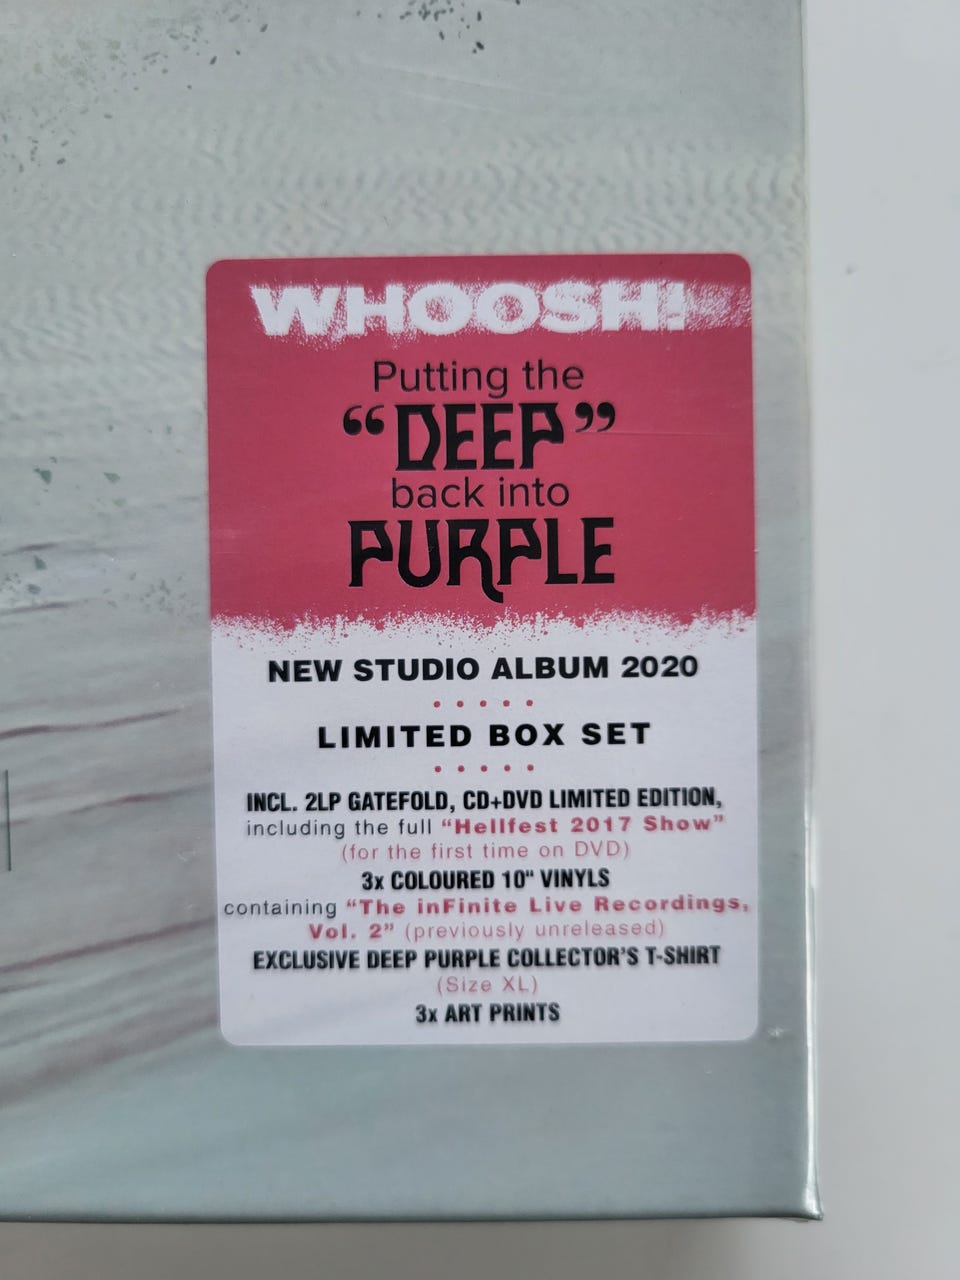 WHOOSH!
Putting the
“DEEP”
back into
PURPLE
NEW STUDIO ALBUM 2020
LIMITED BOX SET
INCL. 2LP GATEFOLD, CD+DVD LIMITED EDITION,
including the full “Hellfest 2017 Show”
(for the first time on DVD)
3x COLOURED 10" VINYLS
containing “The inFinite Live Recordings,
Vol. 2” (previously unreleased)
EXCLUSIVE DEEP PURPLE COLLECTOR'S T-SHIRT
(Size XL)
3x ART PRINTS